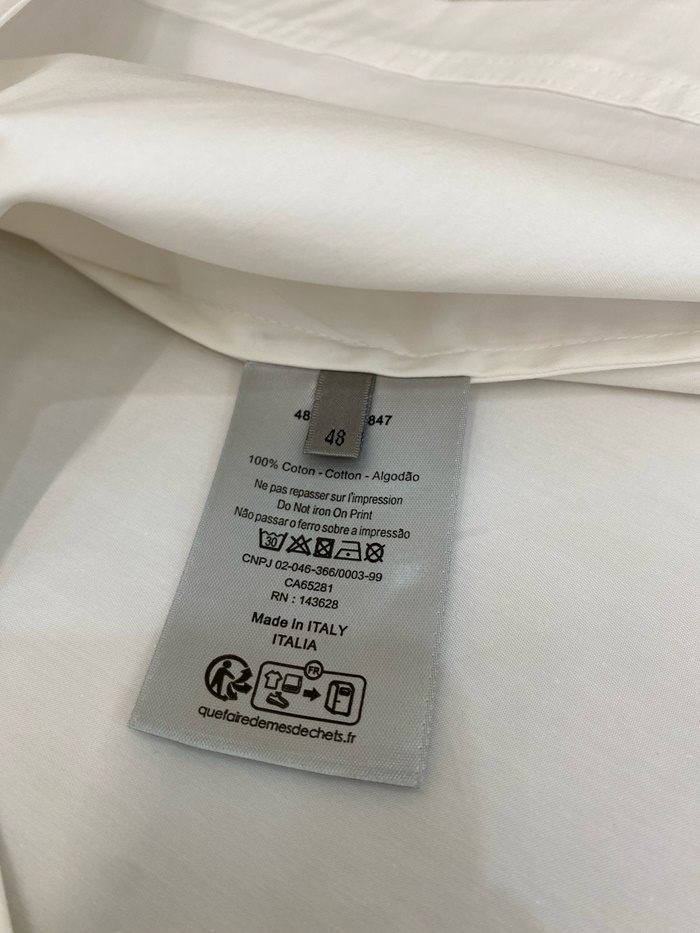 48 847
48
100% Coton - Cotton - Algodão
Ne pas repasser sur l'impression
Do Not iron On Print
Não passar o ferro sobre a impressão
30
CNPJ 02-046-366/0003-99
CA65281
RN : 143628
Made In ITALY
ITALIA
FR
quefairedemesdechets.fr